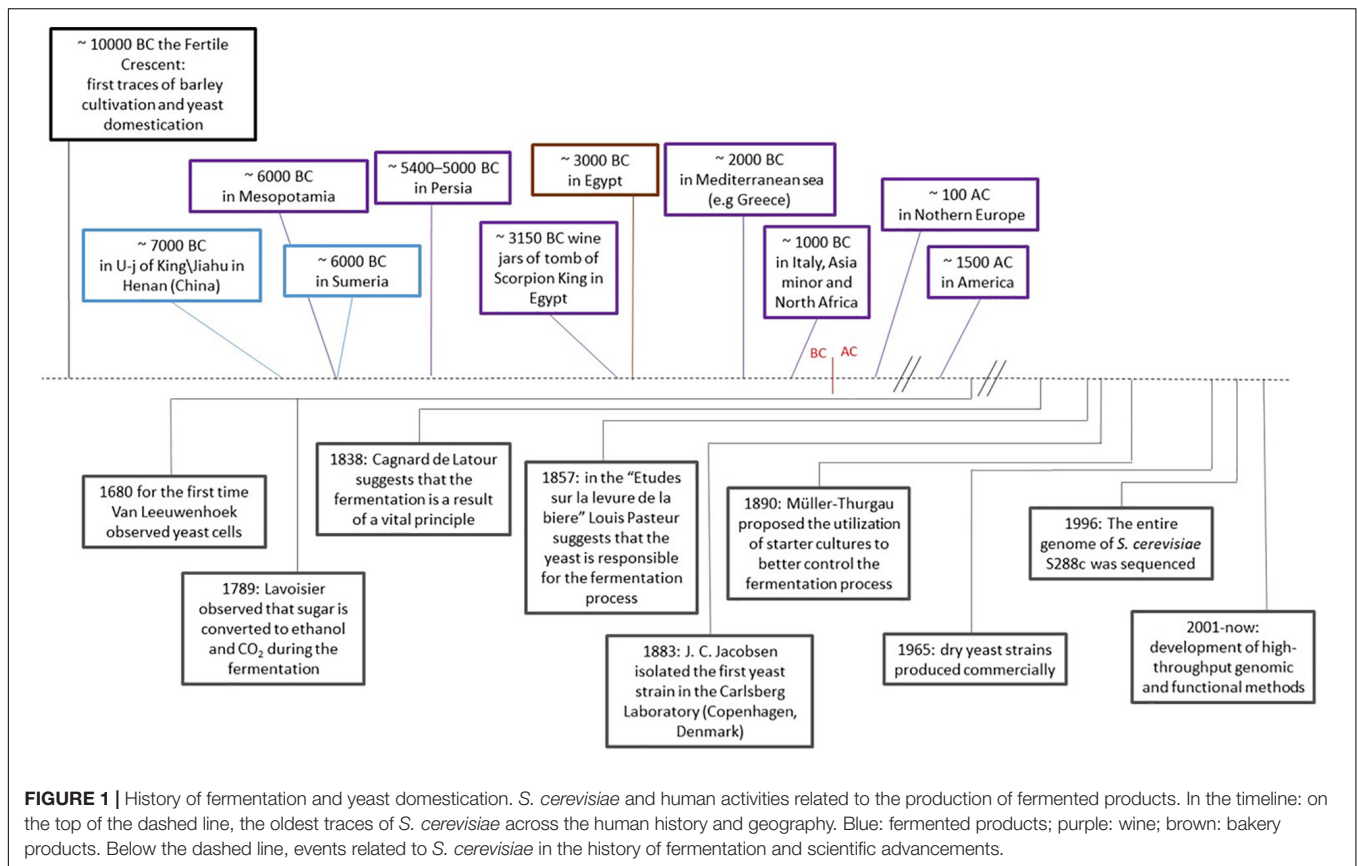 ~ 10000 BC the Fertile
Crescent:
first traces of barley
cultivation and yeast
domestication
~ 6000 BC
in Mesopotamia
~ 5400–5000 BC
in Persia
~ 3000 BC
in Egypt
~ 2000 BC
in Mediterranean sea
(e.g Greece)
~ 100 AC
in Nothern Europe
~ 7000 BC
in U-j of King\Jiahu in
Henan (China)
~ 6000 BC
in Sumeria
~ 3150 BC wine
jars of tomb of
Scorpion King in
Egypt
~ 1000 BC
in Italy, Asia
minor and
North Africa
~ 1500 AC
in America
BC AC
1680 for the first time
Van Leeuwenhoek
observed yeast cells
1789: Lavoisier
observed that sugar is
converted to ethanol
and CO₂ during the
fermentation
1838: Cagnard de Latour
suggests that the
fermentation is a result
of a vital principle
1857: in the “Etudes
sur la levure de la
biere” Louis Pasteur
suggests that the
yeast is responsible
for the fermentation
process
1883: J. C. Jacobsen
isolated the first yeast
strain in the Carlsberg
Laboratory (Copenhagen,
Denmark)
1890: Müller-Thurgau
proposed the utilization
of starter cultures to
better control the
fermentation process
1965: dry yeast strains
produced commercially
1996: The entire
genome of S. cerevisiae
S288c was sequenced
2001-now:
development of high-
throughput genomic
and functional methods
FIGURE 1 | History of fermentation and yeast domestication. S. cerevisiae and human activities related to the production of fermented products. In the timeline: on
the top of the dashed line, the oldest traces of S. cerevisiae across the human history and geography. Blue: fermented products; purple: wine; brown: bakery
products. Below the dashed line, events related to S. cerevisiae in the history of fermentation and scientific advancements.